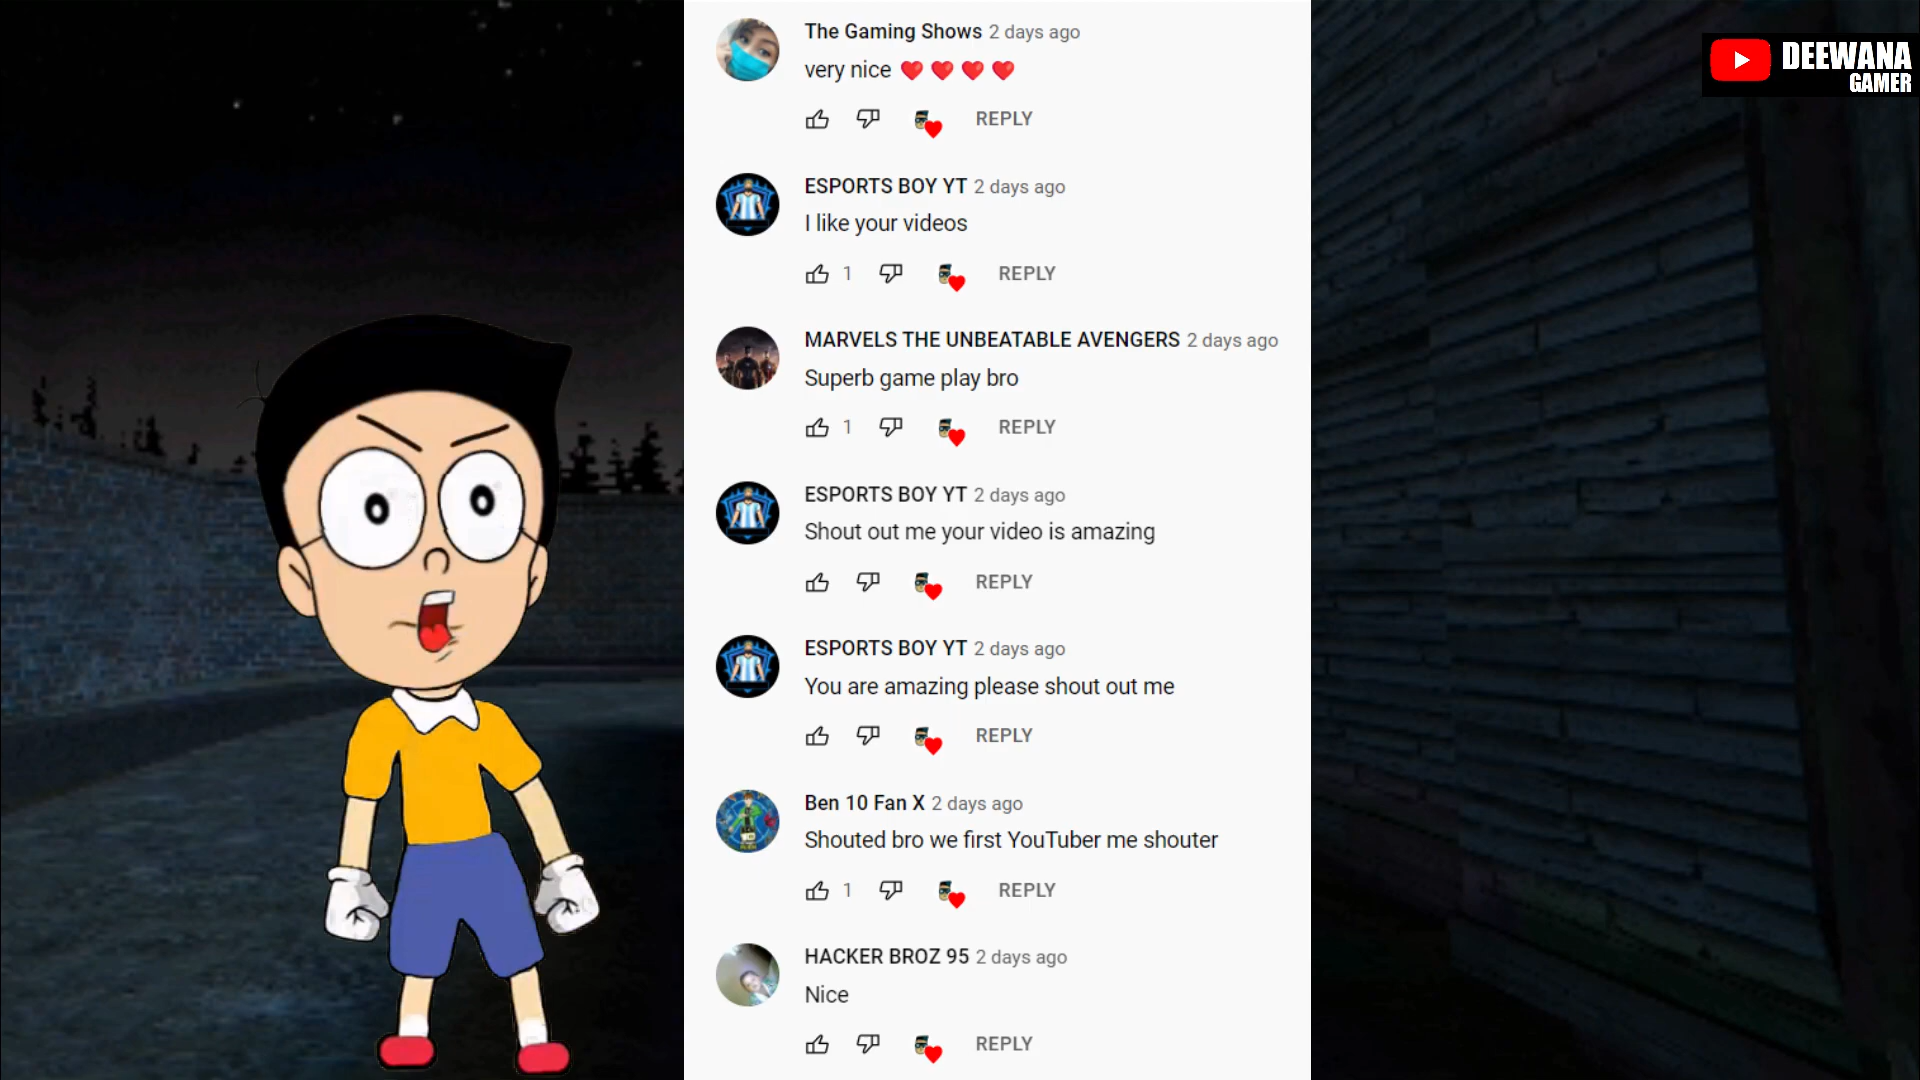 The Gaming Shows 2 days ago
very nice ❤️ ❤️ ❤️ ❤️
REPLY
ESPORTS BOY YT 2 days ago
I like your videos
1 REPLY
MARVELS THE UNBEATABLE AVENGERS 2 days ago
Superb game play bro
1 REPLY
ESPORTS BOY YT 2 days ago
Shout out me your video is amazing
REPLY
ESPORTS BOY YT 2 days ago
You are amazing please shout out me
REPLY
Ben 10 Fan X 2 days ago
Shouted bro we first YouTuber me shouter
1 REPLY
HACKER BROZ 95 2 days ago
Nice
REPLY
DEEWANA
GAMER